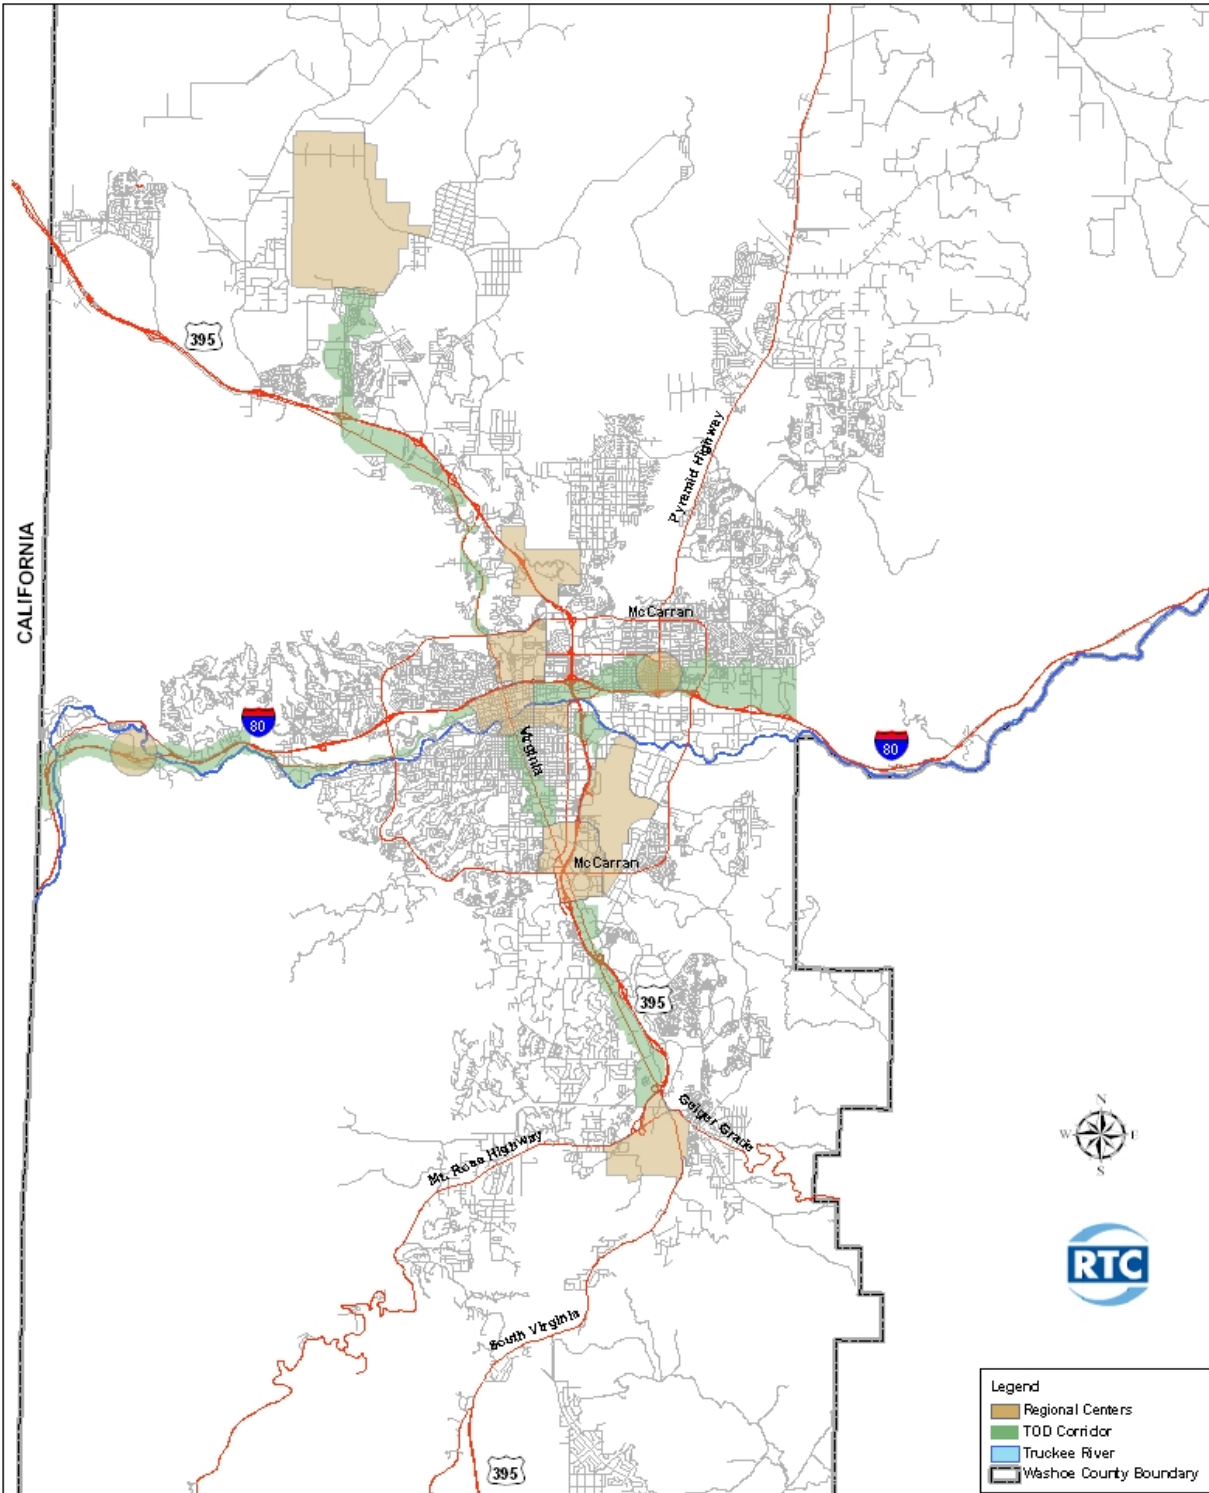 395
Pyramid Highway
CALIFORNIA
McCarran
80
80
Virginia
McCarran
395
Geiger Grade
Mt. Rose Highway
N
W E
S
RTC
South Virginia
395
Legend
Regional Centers
TOD Corridor
Truckee River
Washoe County Boundary